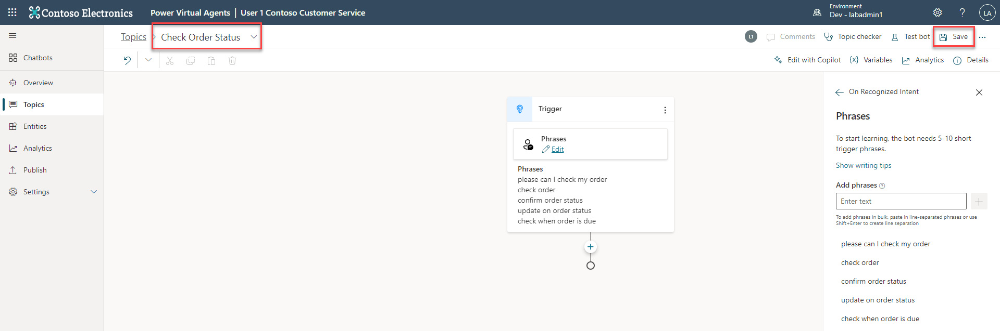 Contoso Electronics
Power Virtual Agents | User 1 Contoso Customer Service
Environment
Dev - labadmin1
LA
Topics
Check Order Status
L1
Comments
Topic checker
Test bot
Save
Edit with Copilot
{x} Variables
Analytics
Details
Chatbots
Overview
Topics
Entities
Analytics
Publish
Settings
Trigger
Phrases
Edit
Phrases
please can I check my order
check order
confirm order status
update on order status
check when order is due
On Recognized Intent
Phrases
To start learning, the bot needs 5-10 short
trigger phrases.
Show writing tips
Add phrases
Enter text
To add phrases in bulk, paste in line-separated phrases or use
Shift+Enter to create line separation
please can I check my order
check order
confirm order status
update on order status
check when order is due